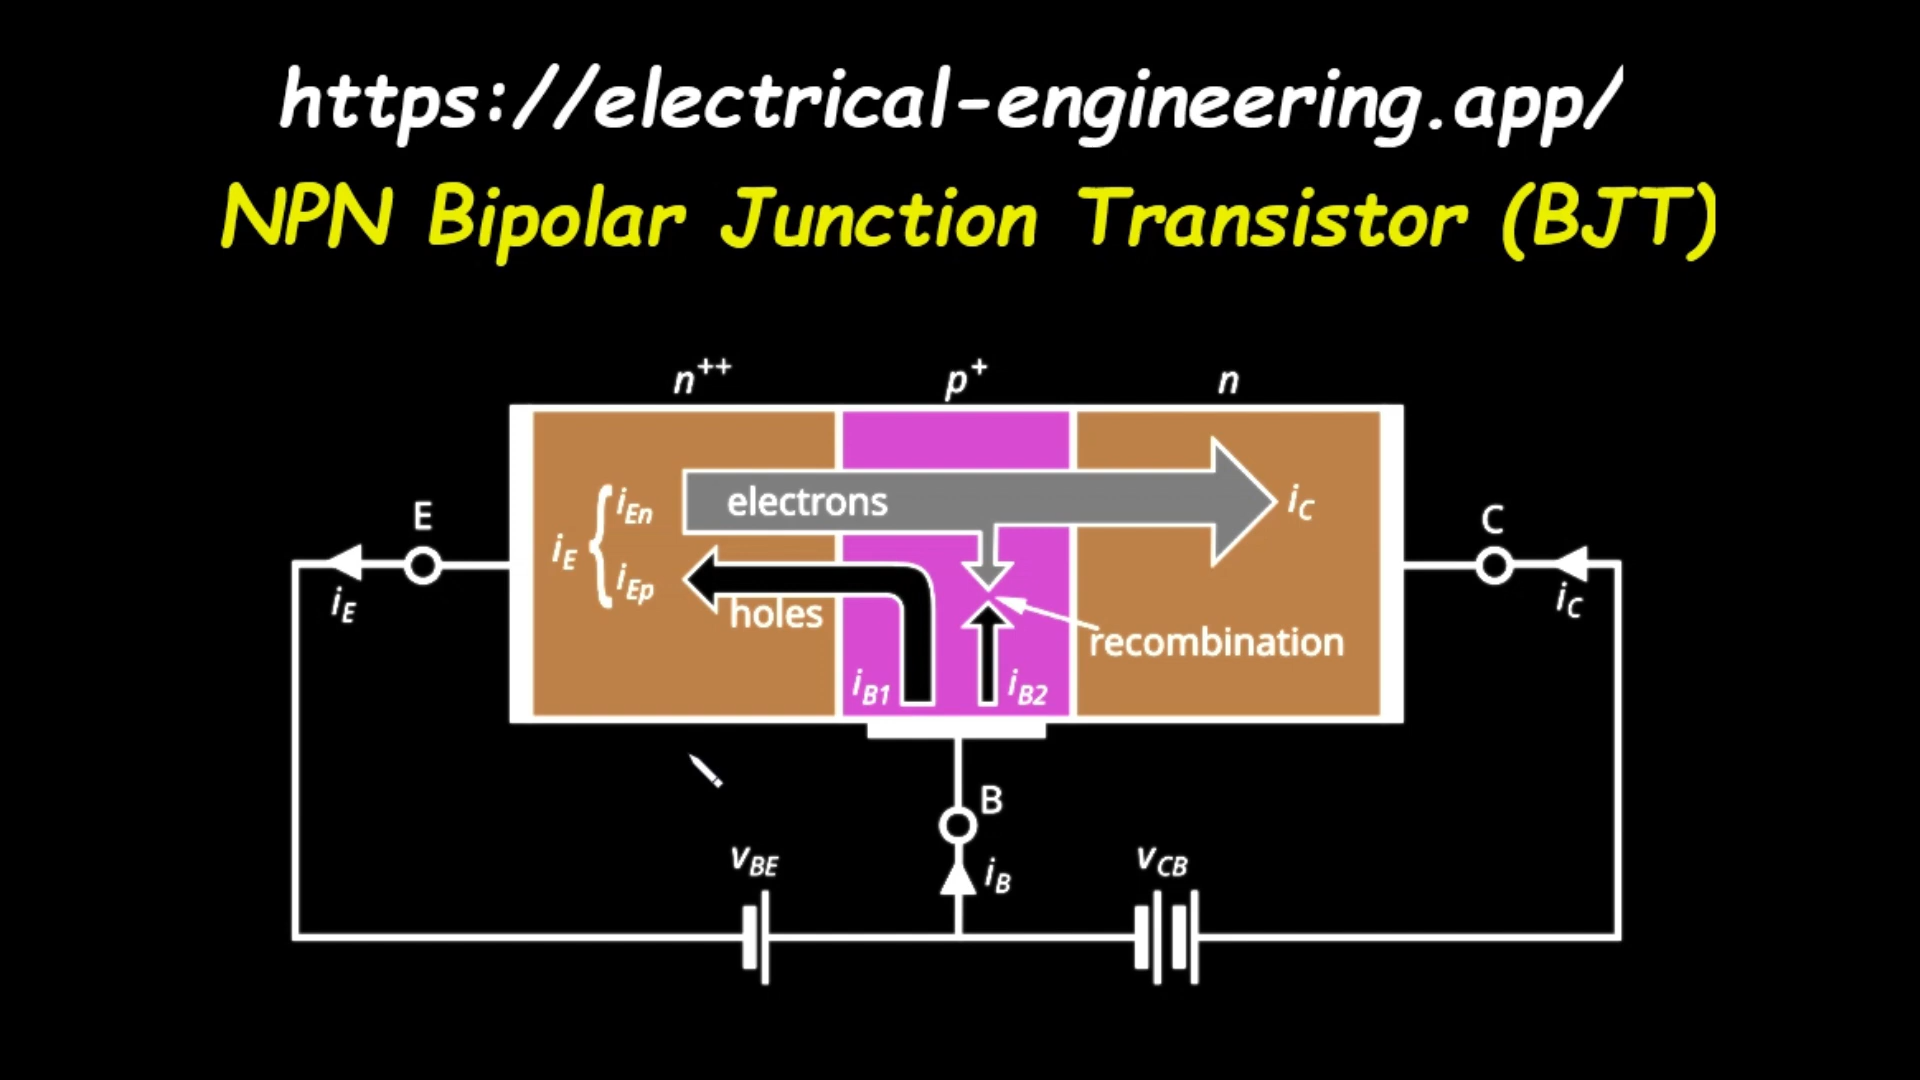 https://electrical-engineering.app/
NPN Bipolar Junction Transistor (BJT)
n++ p+ n
electrons
iEn
iE
iEp
holes
iC
recombination
iB1
iB2
E
iE
C
iC
B
iB
vBE
vCB